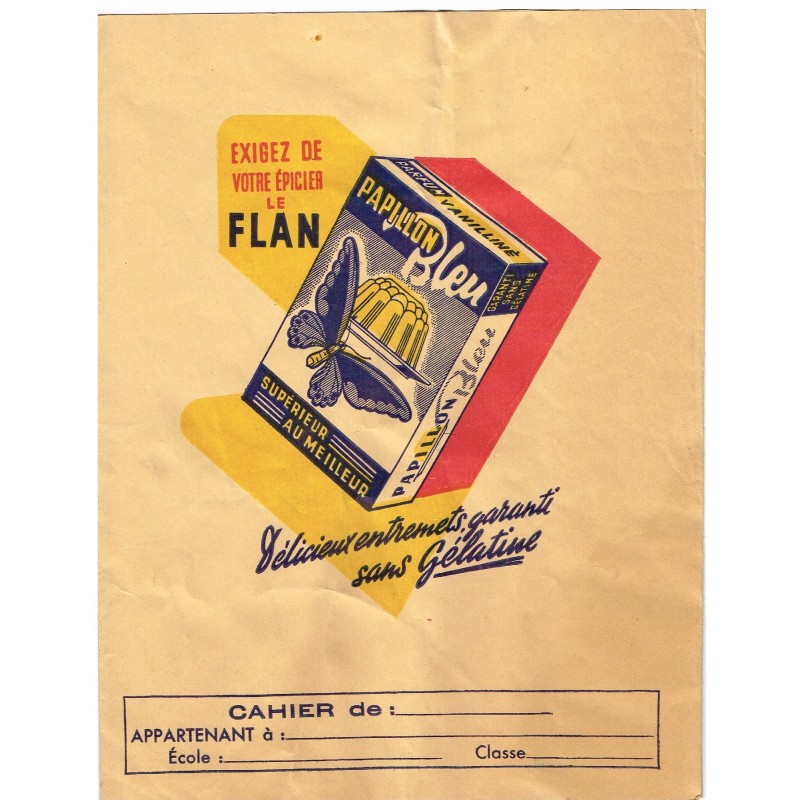 EXIGEZ DE
VOTRE ÉPICIER
LE
FLAN
PARFUM VANILLINÉ
PAPILLON
Bleu
GARANTI
SANS
GÉLATINE
SUPÉRIEUR
AU MEILLEUR
PAPILLON Bleu
Délicieux entremets, garanti
sans Gélatine
CAHIER de :
APPARTENANT à :
École : Classe